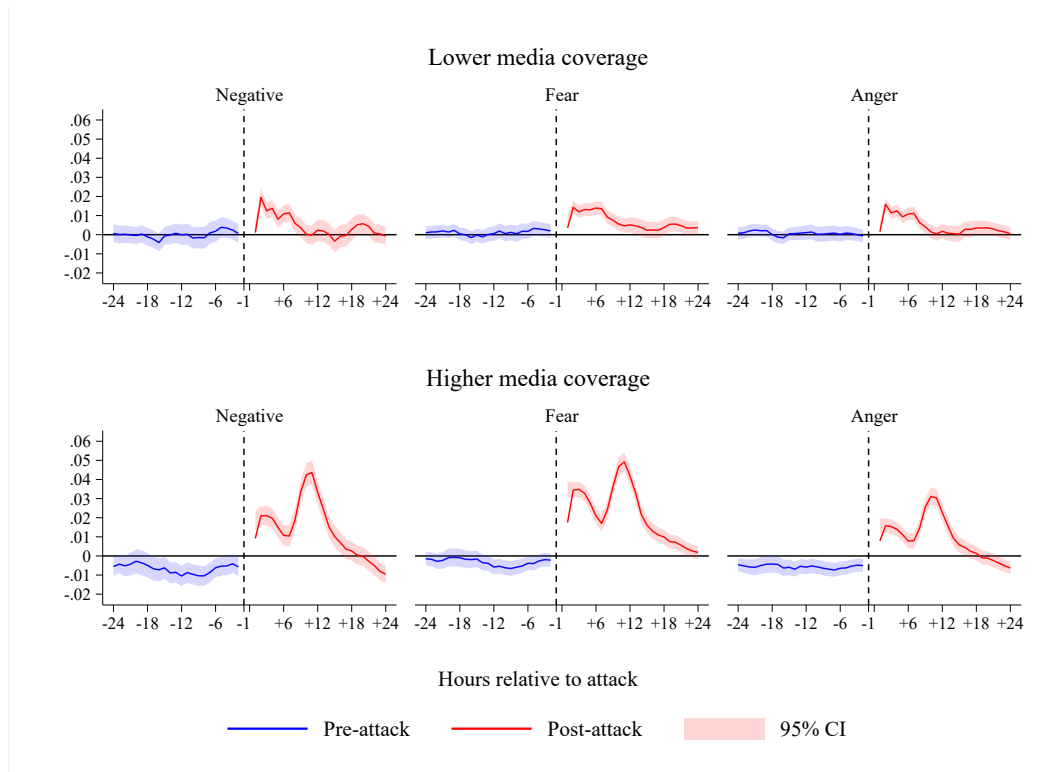 Lower media coverage
Negative Fear Anger
.06 .05 .04 .03 .02 .01 0 -.01 -.02
-24 -18 -12 -6 -1 +6 +12 +18 +24 -24 -18 -12 -6 -1 +6 +12 +18 +24 -24 -18 -12 -6 -1 +6 +12 +18 +24
Higher media coverage
Negative Fear Anger
.06 .05 .04 .03 .02 .01 0 -.01 -.02
-24 -18 -12 -6 -1 +6 +12 +18 +24 -24 -18 -12 -6 -1 +6 +12 +18 +24 -24 -18 -12 -6 -1 +6 +12 +18 +24
Hours relative to attack
Pre-attack Post-attack 95% CI